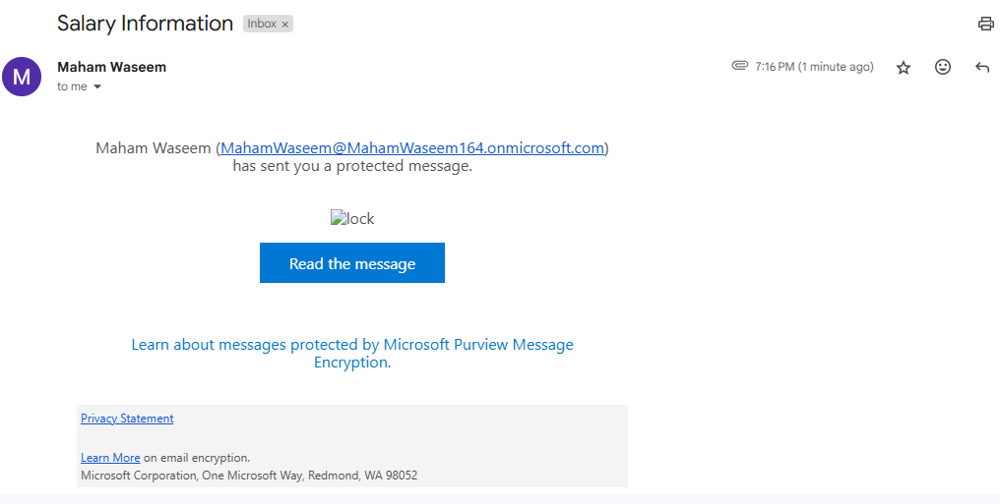 Salary Information Inbox ×
M
Maham Waseem 7:16 PM (1 minute ago)
to me
Maham Waseem (MahamWaseem@MahamWaseem164.onmicrosoft.com)
has sent you a protected message.
lock
Read the message
Learn about messages protected by Microsoft Purview Message
Encryption.
Privacy Statement
Learn More on email encryption.
Microsoft Corporation, One Microsoft Way, Redmond, WA 98052